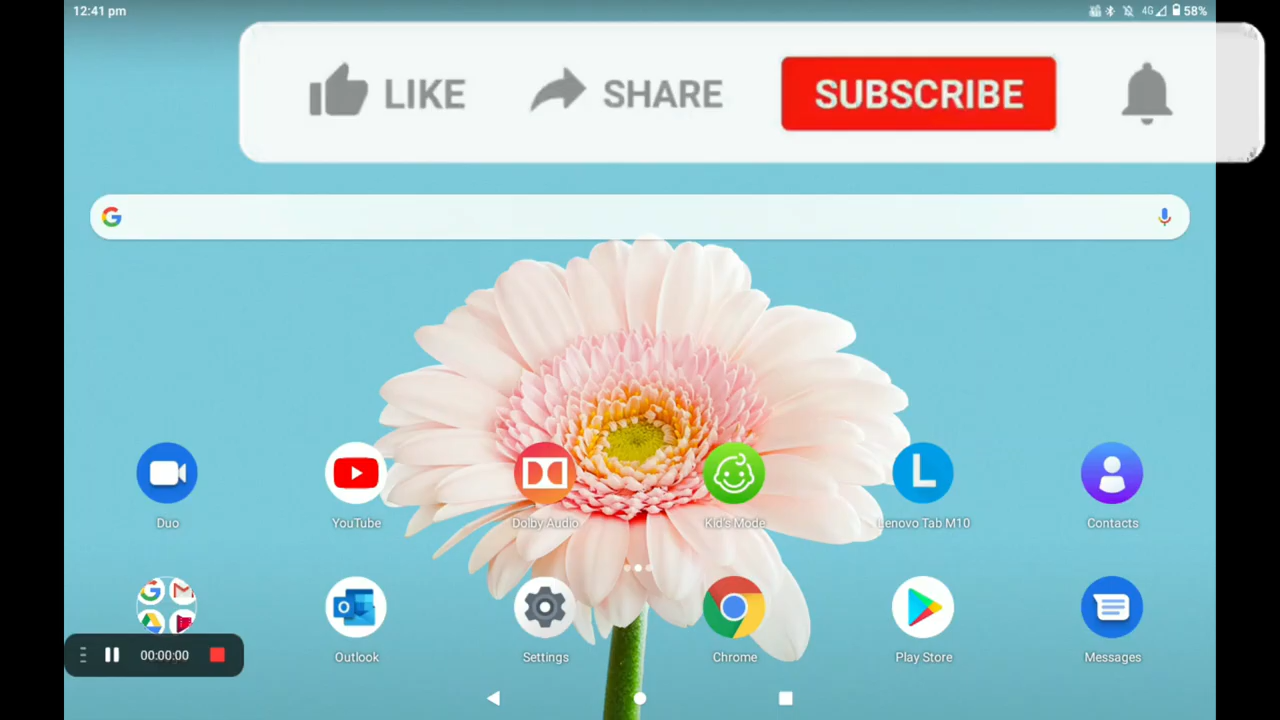 12:41 pm
4G 58%
LIKE SHARE SUBSCRIBE
Duo YouTube Dolby Audio Kid's Mode Lenovo Tab M10 Contacts
L
00:00:00 Outlook Settings Chrome Play Store Messages